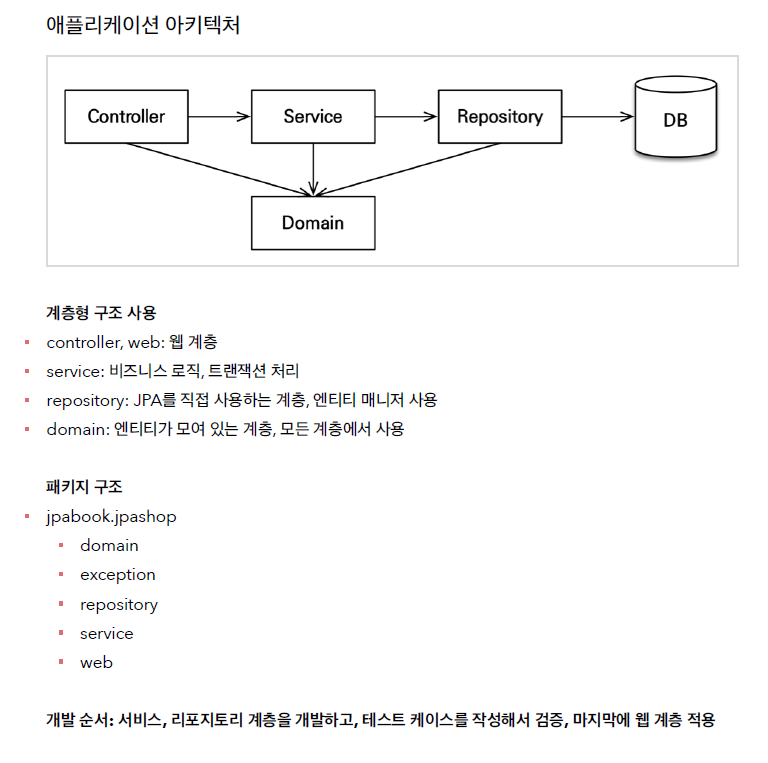 애플리케이션 아키텍처
Controller
Service
Repository
DB
Domain
계층형 구조 사용
controller, web: 웹 계층
service: 비즈니스 로직, 트랜잭션 처리
repository: JPA를 직접 사용하는 계층, 엔티티 매니저 사용
domain: 엔티티가 모여 있는 계층, 모든 계층에서 사용
패키지 구조
jpabook.jpashop
domain
exception
repository
service
web
개발 순서: 서비스, 리포지토리 계층을 개발하고, 테스트 케이스를 작성해서 검증, 마지막에 웹 계층 적용